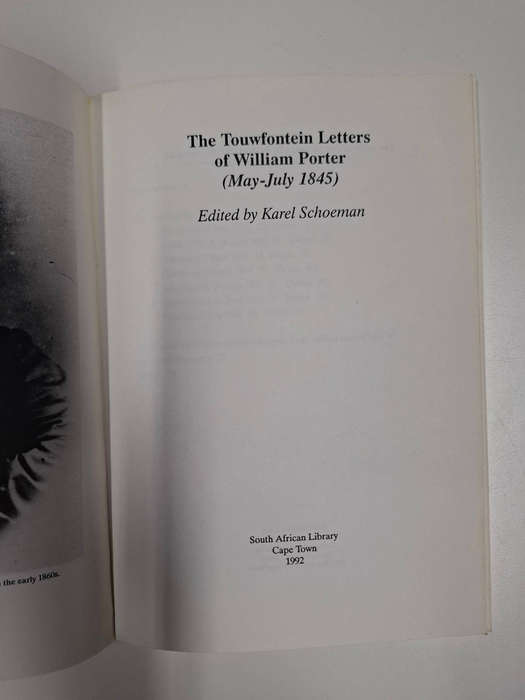 The Touwfontein Letters
of William Porter
(May-July 1845)
Edited by Karel Schoeman
South African Library
Cape Town
1992
the early 1860s.